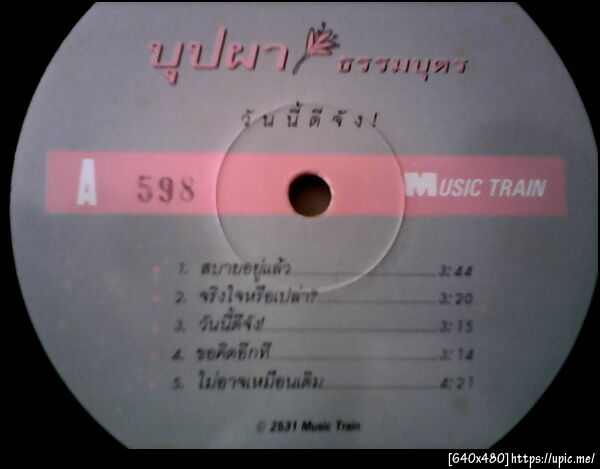 บุปผา ธรรมบุตร
วันนี้ดีจัง!
A 598 MUSIC TRAIN
1. สบายอยู่แล้ว 3:44
2. จริงใจหรือเปล่า? 3:20
3. วันนี้ดีจัง! 3:15
4. ขอคิดอีกที 3:14
5. ไม่อาจเหมือนเดิม 4:21
© 2531 Music Train
[640x480]https://upic.me/